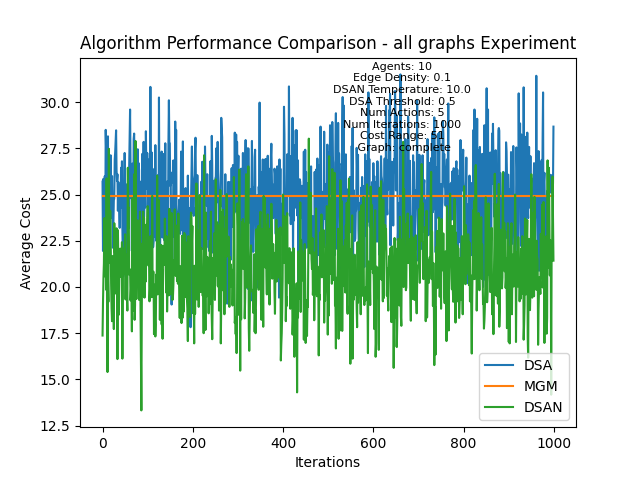 Algorithm Performance Comparison - all graphs Experiment
Agents: 10
Edge Density: 0.1
DSAN Temperature: 10.0
DSA Threshold: 0.5
Num Actions: 5
Num Iterations: 1000
Cost Range: 51
Graph: complete
30.0
27.5
25.0
22.5
20.0
17.5
15.0
12.5
Average Cost
0 200 400 600 800 1000
Iterations
DSA
MGM
DSAN